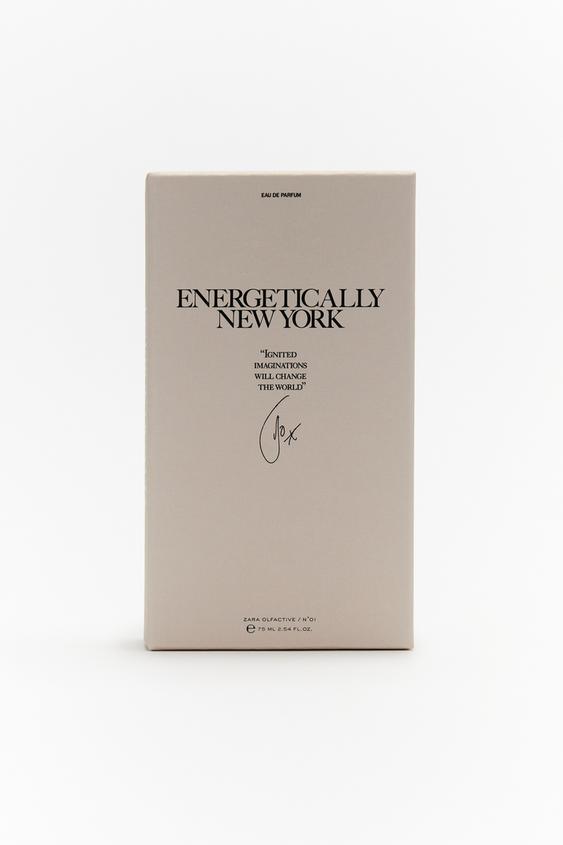 EAU DE PARFUM
ENERGETICALLY
NEW YORK
“IGNITED
IMAGINATIONS
WILL CHANGE
THE WORLD”
Jo x
ZARA OLFACTIVE / N°01
℮ 75 ML 2.54 FL.OZ.